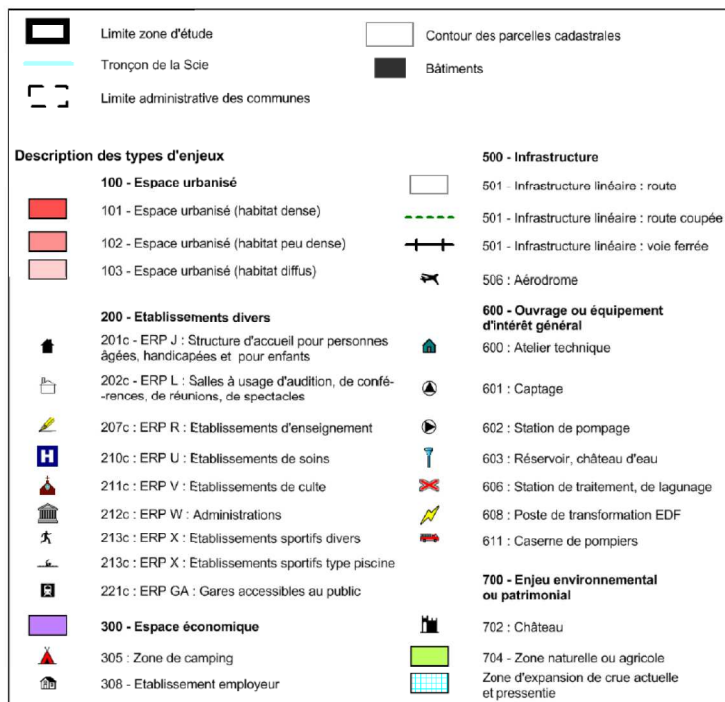 Limite zone d'étude
Tronçon de la Scie
Limite administrative des communes
Contour des parcelles cadastrales
Bâtiments
Description des types d'enjeux
100 - Espace urbanisé
101 - Espace urbanisé (habitat dense)
102 - Espace urbanisé (habitat peu dense)
103 - Espace urbanisé (habitat diffus)
200 - Etablissements divers
201c - ERP J : Structure d'accueil pour personnes
âgées, handicapées et pour enfants
202c - ERP L : Salles à usage d'audition, de confé-
-rences, de réunions, de spectacles
207c : ERP R : Etablissements d'enseignement
H
210c : ERP U : Etablissements de soins
211c : ERP V : Etablissements de culte
212c : ERP W : Administrations
213c : ERP X : Etablissements sportifs divers
213c : ERP X : Etablissements sportifs type piscine
221c : ERP GA : Gares accessibles au public
300 - Espace économique
305 : Zone de camping
308 - Etablissement employeur
500 - Infrastructure
501 - Infrastructure linéaire : route
501 - Infrastructure linéaire : route coupée
501 - Infrastructure linéaire : voie ferrée
506 : Aérodrome
600 - Ouvrage ou équipement
d'intérêt général
600 : Atelier technique
601 : Captage
602 : Station de pompage
603 : Réservoir, château d'eau
606 : Station de traitement, de lagunage
608 : Poste de transformation EDF
611 : Caserne de pompiers
700 - Enjeu environnemental
ou patrimonial
702 : Château
704 - Zone naturelle ou agricole
Zone d'expansion de crue actuelle
et pressentie